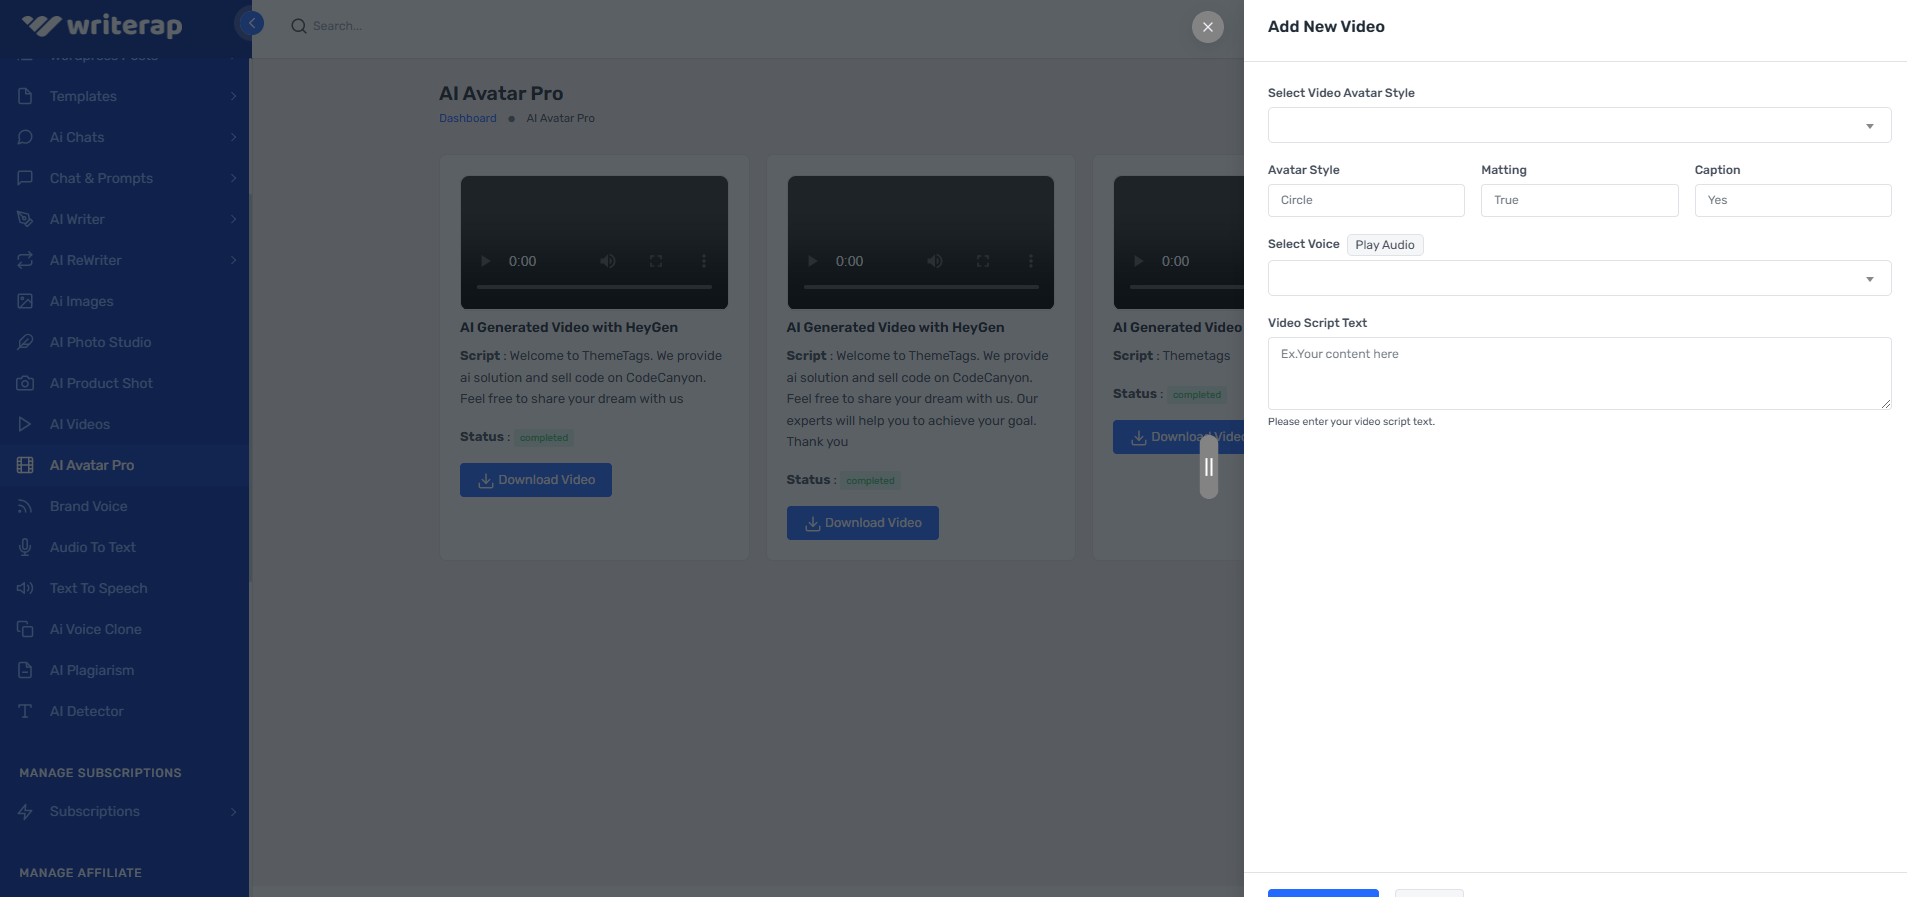 writerap
Search...
Wordpress Posts
Templates
Ai Chats
Chat & Prompts
AI Writer
AI ReWriter
Ai Images
AI Photo Studio
AI Product Shot
AI Videos
AI Avatar Pro
Brand Voice
Audio To Text
Text To Speech
Ai Voice Clone
AI Plagiarism
AI Detector
MANAGE SUBSCRIPTIONS
Subscriptions
MANAGE AFFILIATE
AI Avatar Pro
Dashboard AI Avatar Pro
0:00
AI Generated Video with HeyGen
Script : Welcome to ThemeTags. We provide
ai solution and sell code on CodeCanyon.
Feel free to share your dream with us
Status : completed
Download Video
0:00
AI Generated Video with HeyGen
Script : Welcome to ThemeTags. We provide
ai solution and sell code on CodeCanyon.
Feel free to share your dream with us. Our
experts will help you to achieve your goal.
Thank you
Status : completed
Download Video
0:00
AI Generated Video
Script : Themetags
Status : completed
Download Video
Add New Video
Select Video Avatar Style
Avatar Style Matting Caption
Circle True Yes
Select Voice Play Audio
Video Script Text
Ex.Your content here
Please enter your video script text.